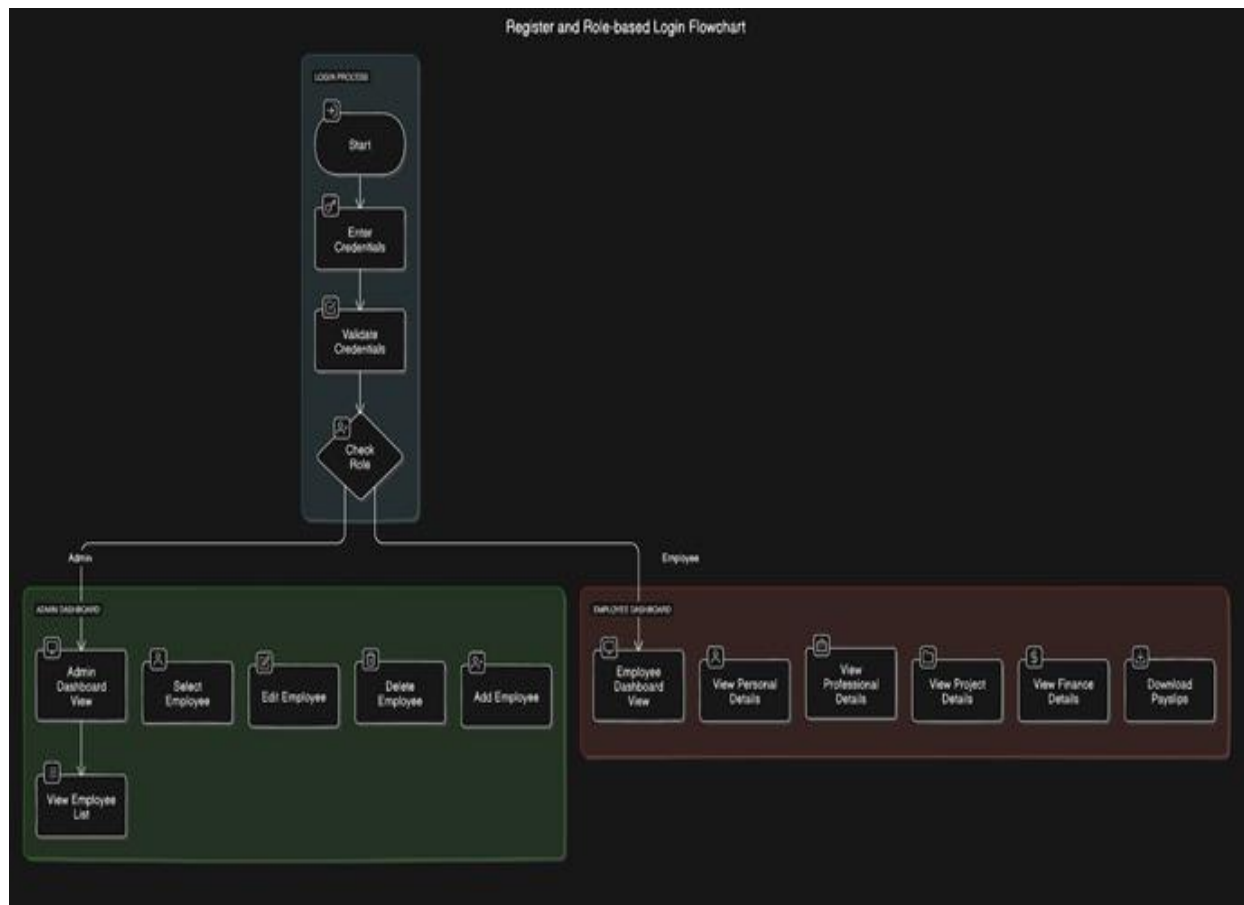 Register and Role-based Login Flowchart
LOGIN PROCESS
Start
Enter
Credentials
Validate
Credentials
Check
Role
Admin
Employee
ADMIN DASHBOARD
Admin
Dashboard
View
Select
Employee
Edit Employee
Delete
Employee
Add Employee
View Employee
List
EMPLOYEE DASHBOARD
Employee
Dashboard
View
View Personal
Details
View
Professional
Details
View Project
Details
View Finance
Details
Download
Payslips